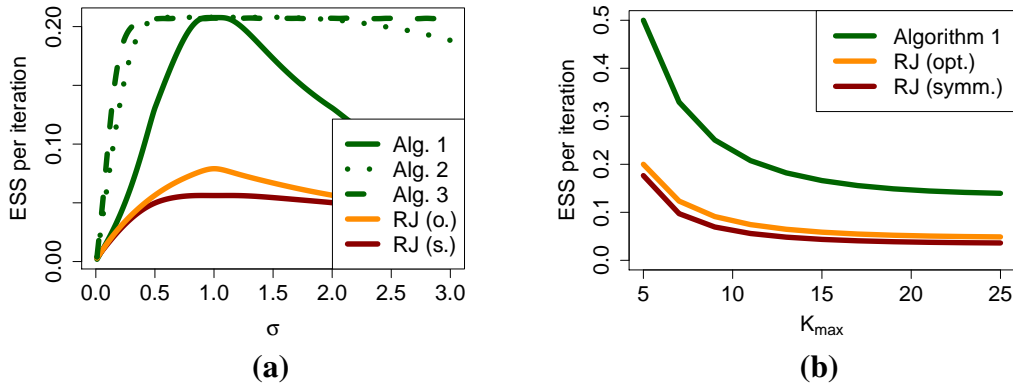 ESS per iteration
0.00 0.10 0.20
Alg. 1
Alg. 2
Alg. 3
RJ (o.)
RJ (s.)
0.0 0.5 1.0 1.5 2.0 2.5 3.0
σ
(a)
ESS per iteration
0.0 0.1 0.2 0.3 0.4 0.5
Algorithm 1
RJ (opt.)
RJ (symm.)
5 10 15 20 25
Kmax
(b)